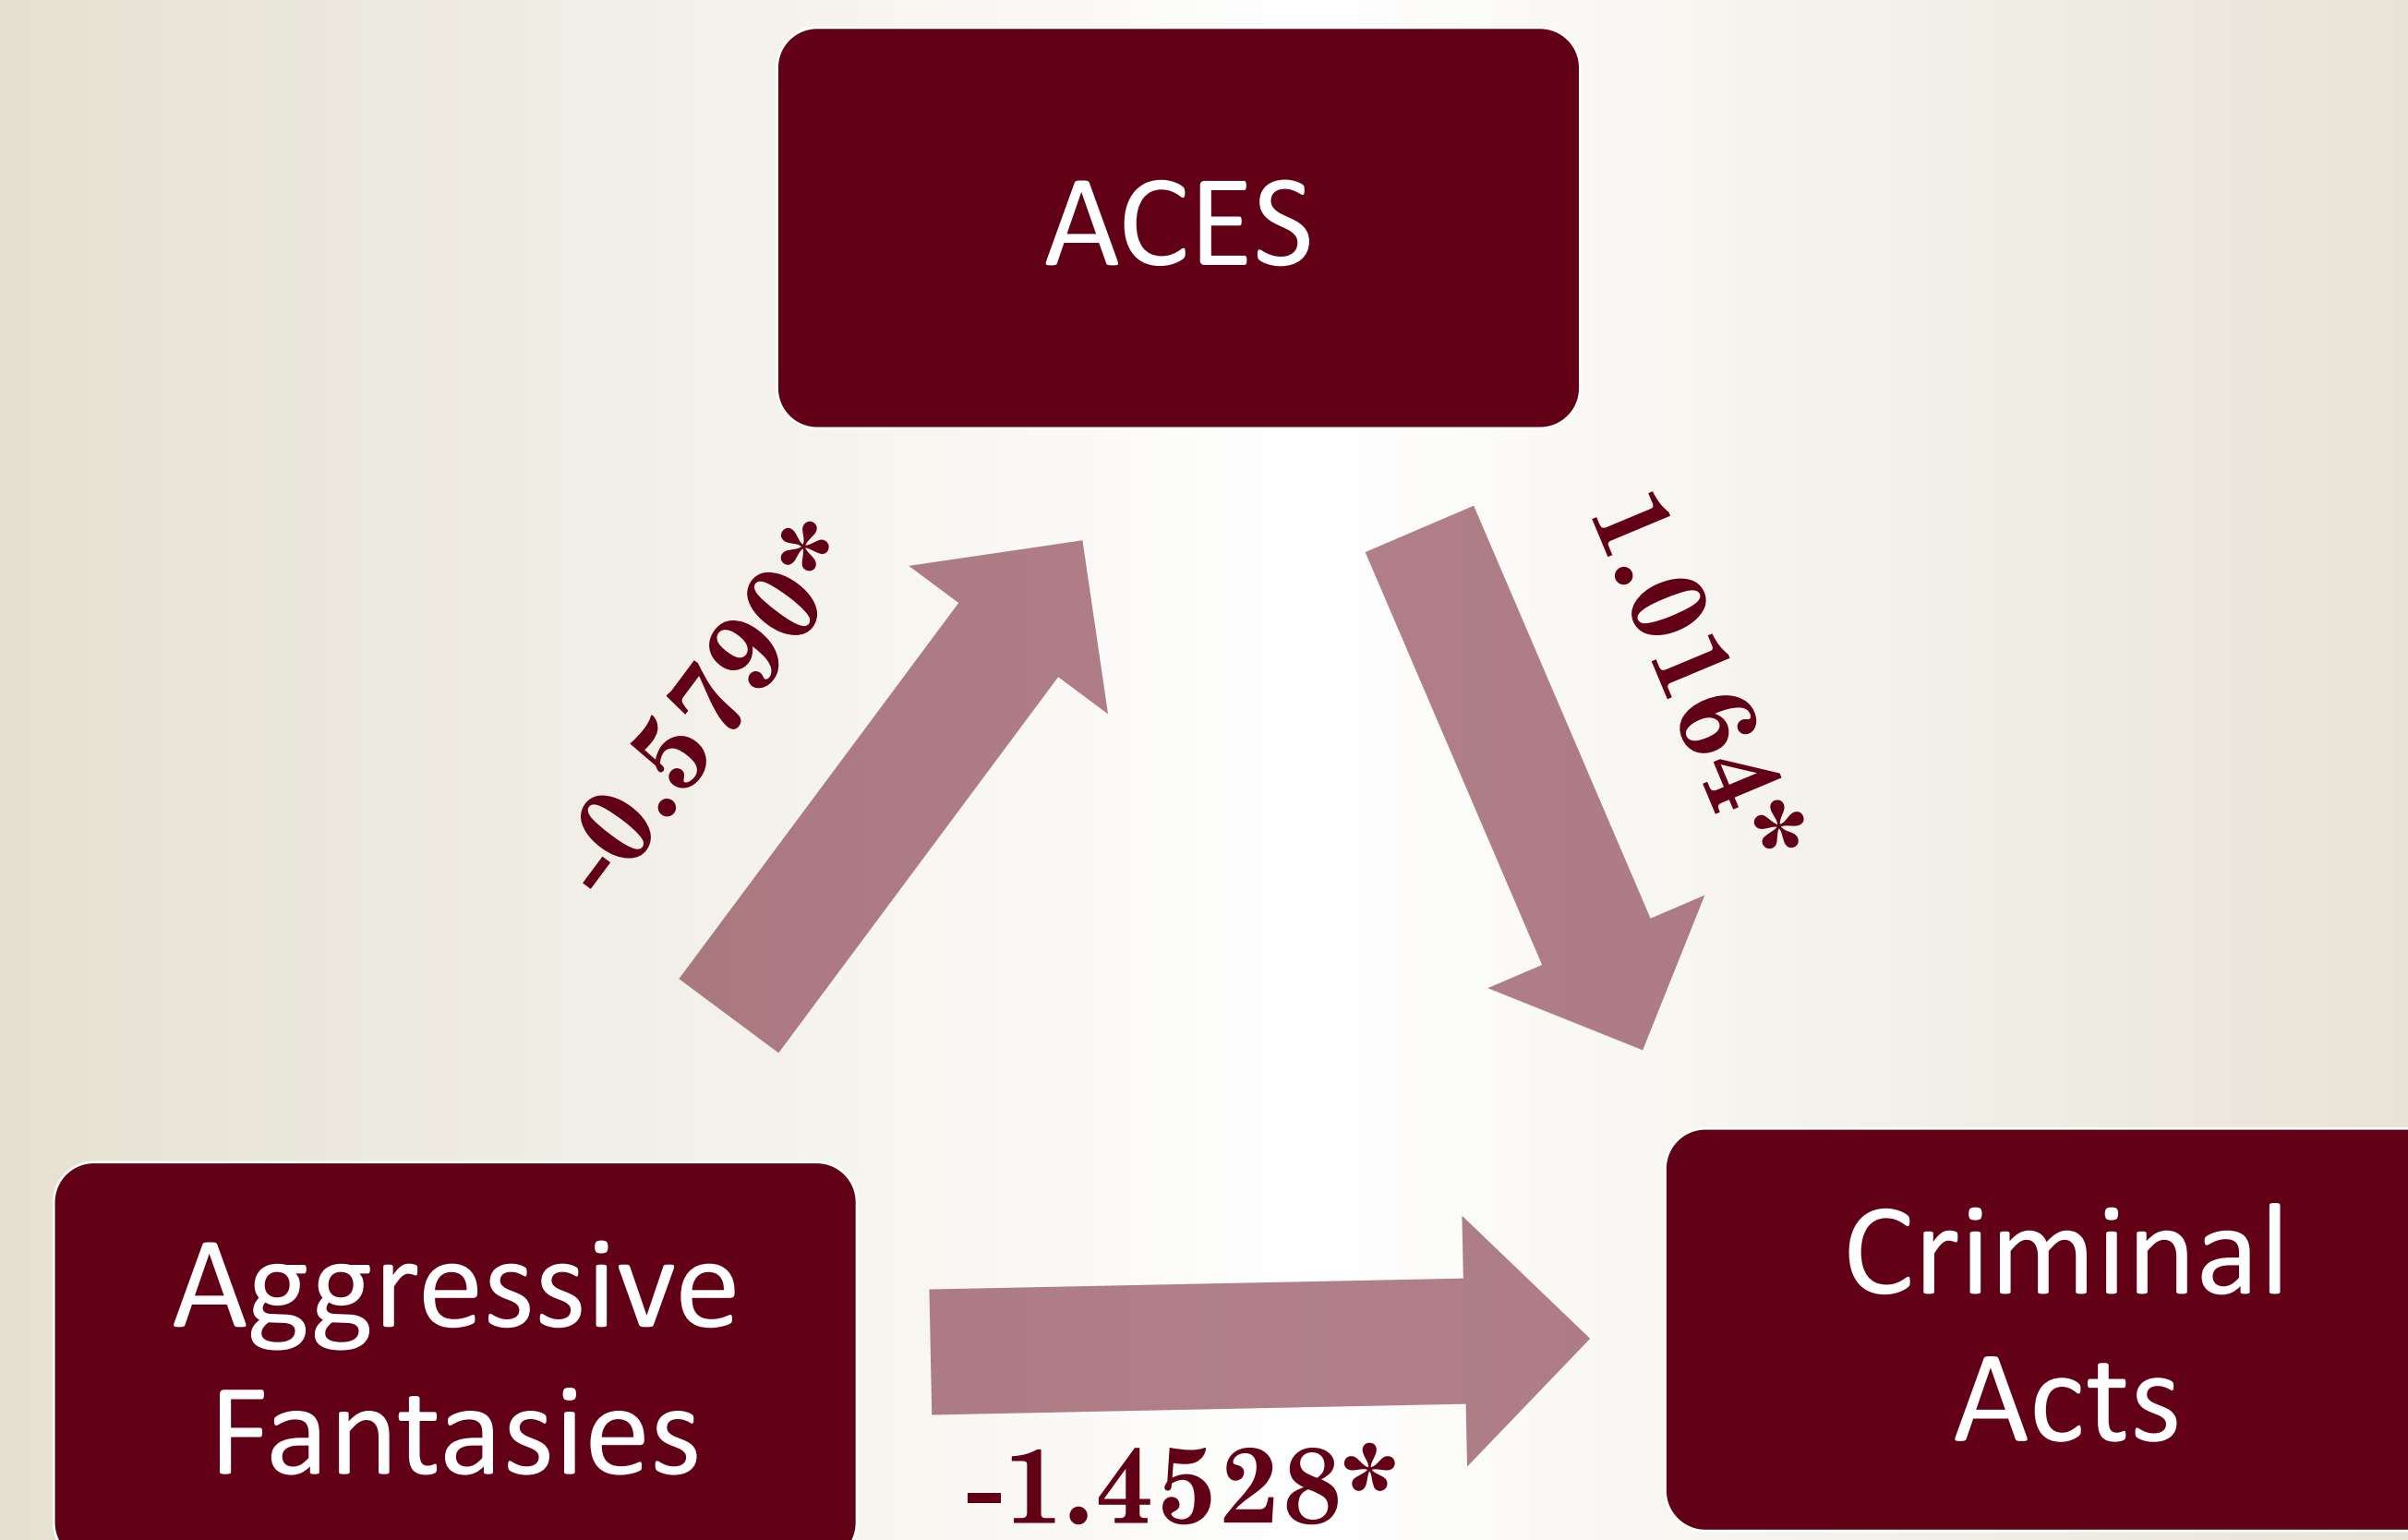 ACES
-0.5790*
1.0164*
Aggressive
Fantasies
Criminal
Acts
-1.4528*